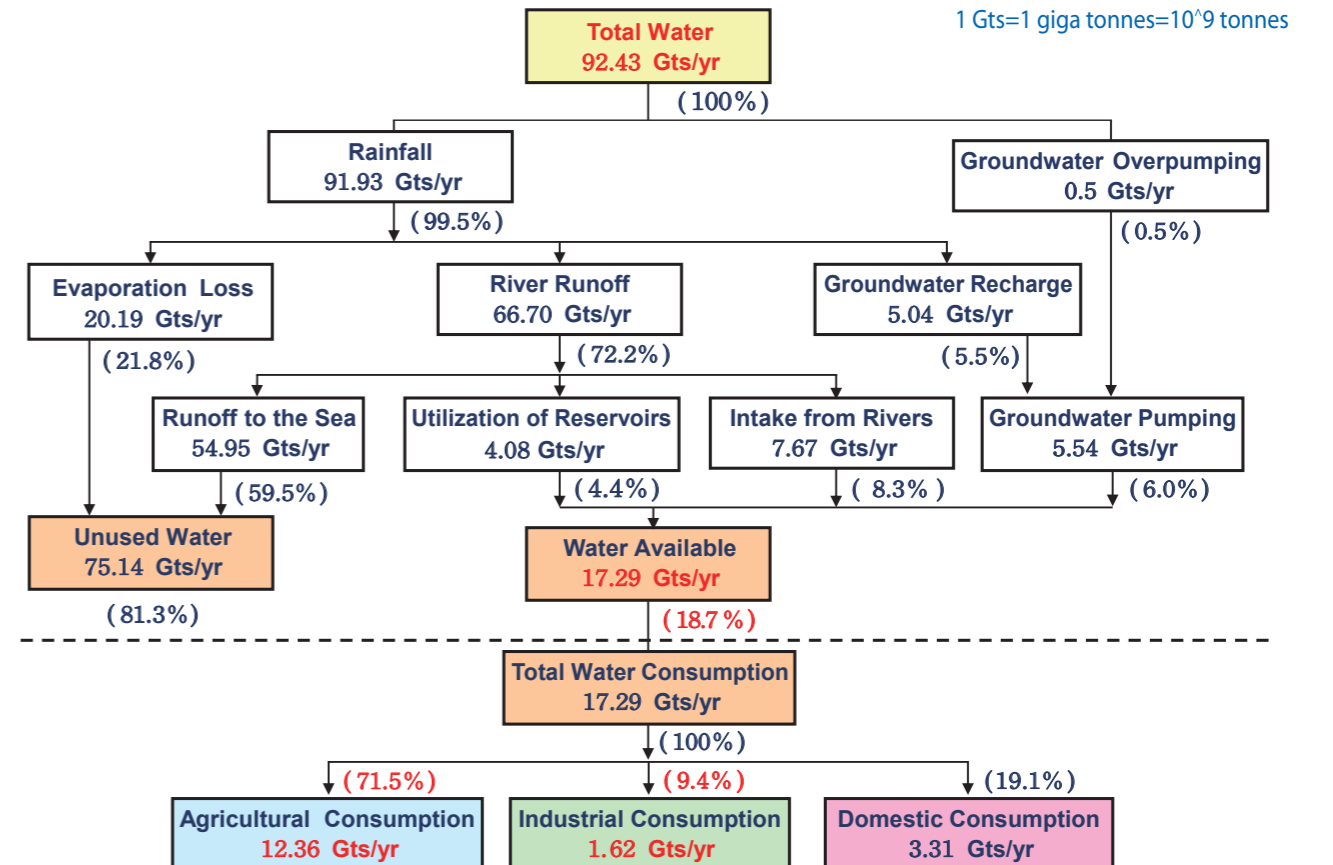 1 Gts=1 giga tonnes=10^9 tonnes
Total Water
92.43 Gts/yr
(100%)
Rainfall
91.93 Gts/yr
(99.5%)
Groundwater Overpumping
0.5 Gts/yr
(0.5%)
Evaporation Loss
20.19 Gts/yr
(21.8%)
River Runoff
66.70 Gts/yr
(72.2%)
Groundwater Recharge
5.04 Gts/yr
(5.5%)
Runoff to the Sea
54.95 Gts/yr
(59.5%)
Utilization of Reservoirs
4.08 Gts/yr
(4.4%)
Intake from Rivers
7.67 Gts/yr
(8.3%)
Groundwater Pumping
5.54 Gts/yr
(6.0%)
Unused Water
75.14 Gts/yr
(81.3%)
Water Available
17.29 Gts/yr
(18.7%)
Total Water Consumption
17.29 Gts/yr
(100%)
(71.5%)
(9.4%)
(19.1%)
Agricultural Consumption
12.36 Gts/yr
Industrial Consumption
1.62 Gts/yr
Domestic Consumption
3.31 Gts/yr